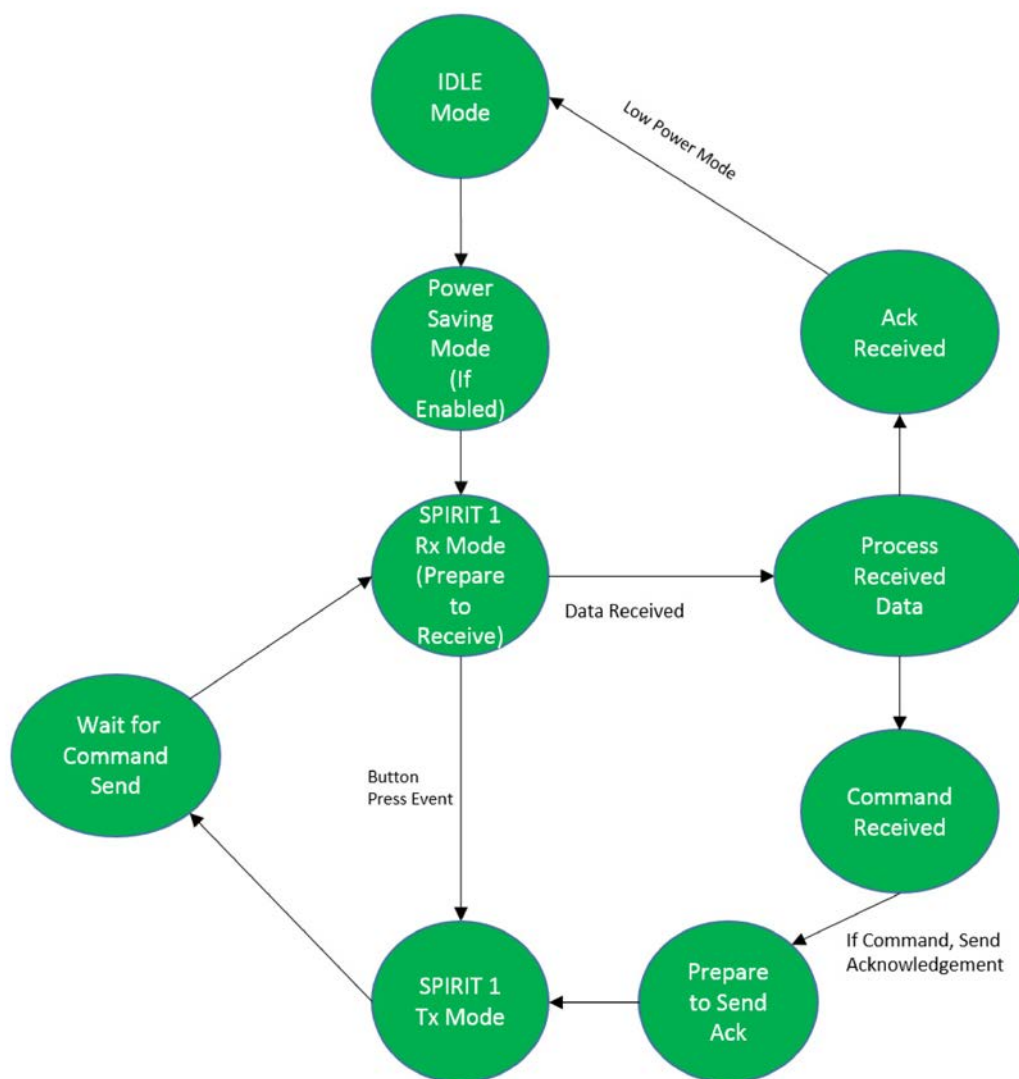 IDLE
Mode
Low Power Mode
Power
Saving
Mode
(If
Enabled)
Ack
Received
SPIRIT 1
Rx Mode
(Prepare
to
Receive)
Data Received
Process
Received
Data
Wait for
Command
Send
Button
Press Event
Command
Received
If Command, Send
Acknowledgement
SPIRIT 1
Tx Mode
Prepare
to Send
Ack